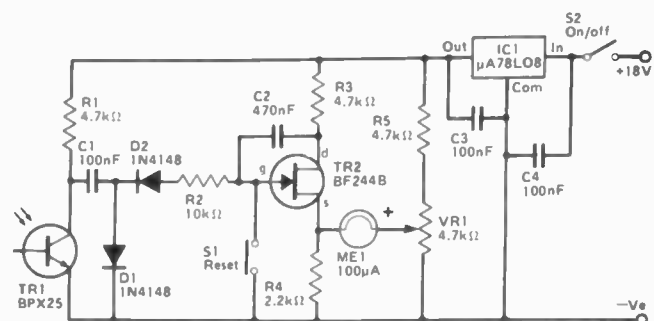 S2
On/off
Out
IC1
µA78L08
In
+18V
Com
R1
4.7kΩ
C2
470nF
R3
4.7kΩ
R5
4.7kΩ
C3
100nF
C4
100nF
C1
100nF
D2
1N4148
g
d
s
TR2
BF244B
R2
10kΩ
+
VR1
4.7kΩ
S1
Reset
ME1
100µA
D1
1N4148
R4
2.2kΩ
TR1
BPX25
−Ve